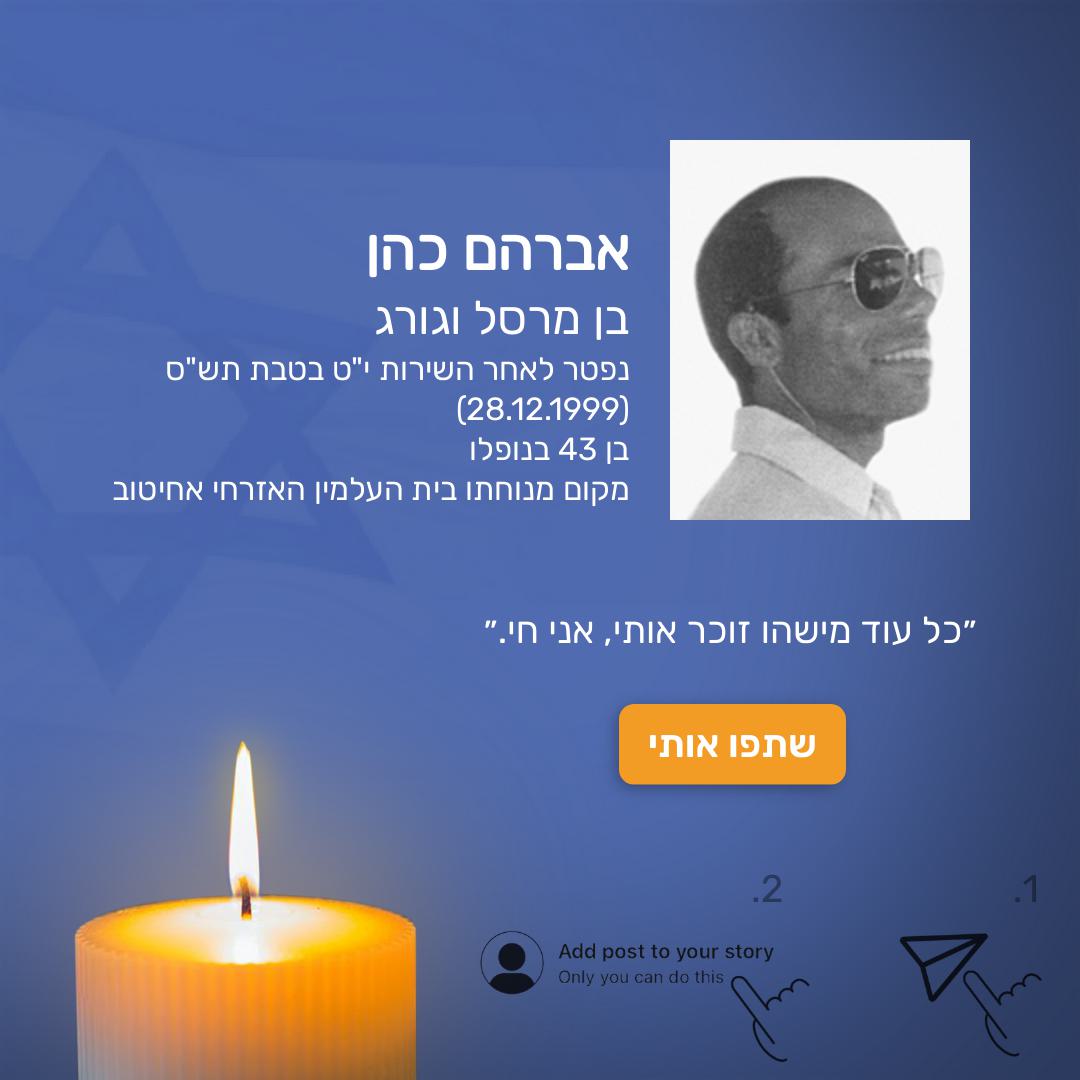 אברהם כהן
בן מרסל וגורג
נפטר לאחר השירות י"ט בטבת תש"ס
(28.12.1999)
בן 43 בנופלו
מקום מנוחתו בית העלמין האזרחי אחיטוב
״כל עוד מישהו זוכר אותי, אני חי.״
שתפו אותי
1.
2.
Add post to your story
Only you can do this